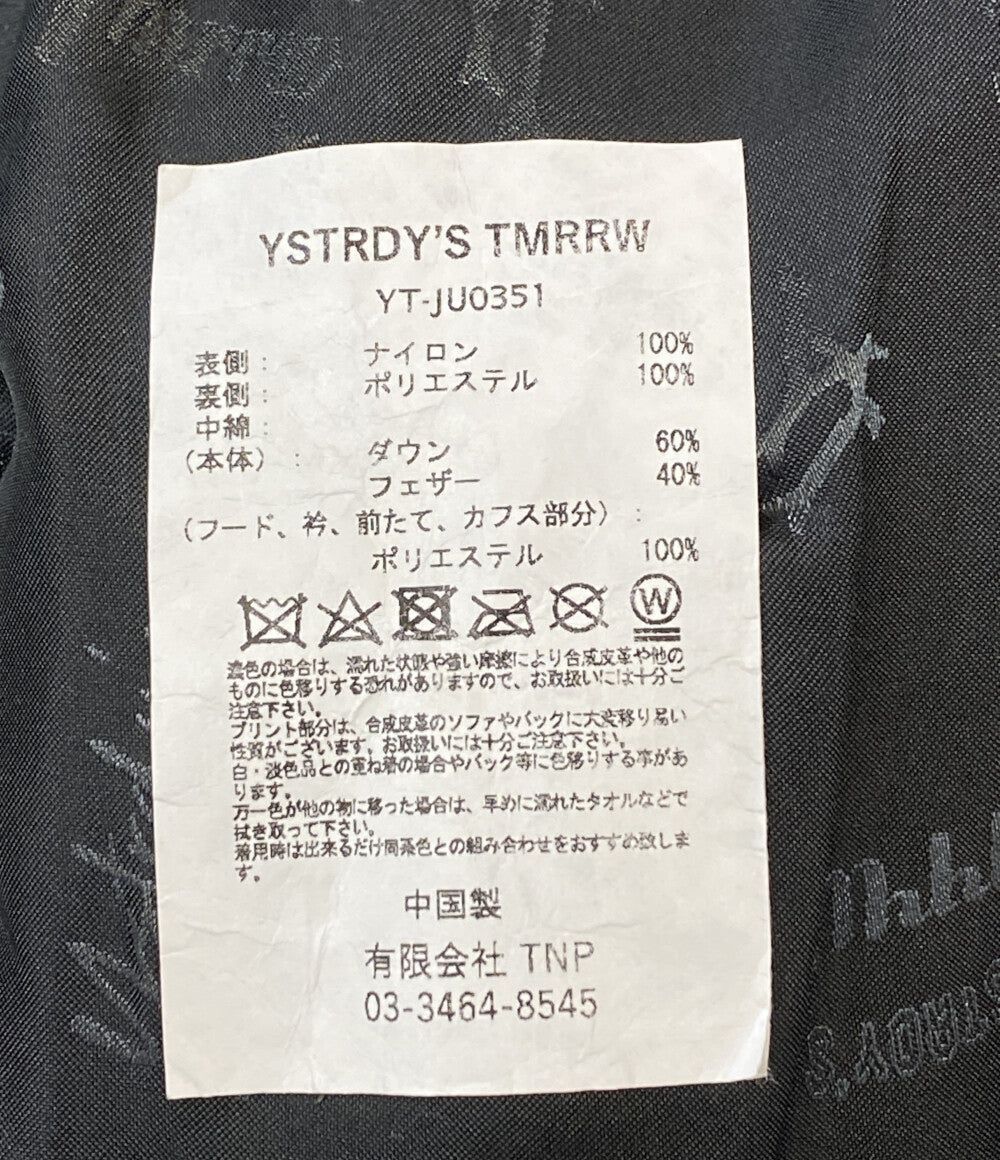 YSTRDY'S TMRRW
YT-JU0351
表側： ナイロン 100%
裏側： ポリエステル 100%
中綿：
(本体)： ダウン 60%
フェザー 40%
(フード、衿、前たて、カフス部分)：
ポリエステル 100%
W
濃色の場合は、濡れた状態や強い摩擦により合成皮革や他の
ものに色移りする恐れがありますので、お取扱いには十分ご
注意下さい。
プリント部分は、合成皮革のソファやバックに大変移り易い
性質がございます。お取扱いには十分ご注意下さい。
白・淡色品との重ね着の場合やバック等に色移りする事があ
ります。
万一色が他の物に移った場合は、早めに濡れたタオルなどで
拭き取って下さい。
着用時は出来るだけ同系色との組み合わせをおすすめ致しま
す。
中国製
有限会社 TNP
03-3464-8545